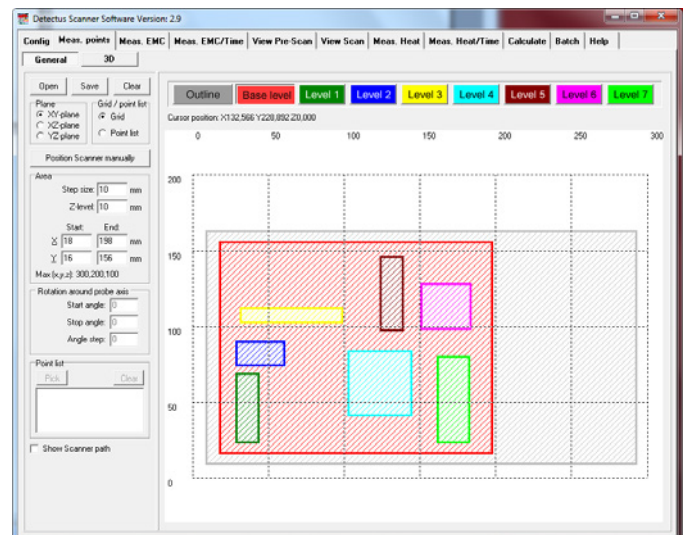 Detectus Scanner Software Version: 2.9
Config Meas. points Meas. EMC Meas. EMC/Time View Pre-Scan View Scan Meas. Heat Meas. Heat/Time Calculate Batch Help
General 3D
Open Save Clear
Plane Grid / point list
XY-plane Grid
XZ-plane
YZ-plane Point list
Position Scanner manually
Area
Step size: 10 mm
Z-level: 10 mm
Start: End:
X 18 198 mm
Y 16 156 mm
Max (x,y,z): 300,200,100
Rotation around probe axis
Start angle: 0
Stop angle: 0
Angle step: 0
Point list
Pick Clear
Show Scanner path
Outline Base level Level 1 Level 2 Level 3 Level 4 Level 5 Level 6 Level 7
Cursor position: X132,566 Y228,892 Z0,000
0 50 100 150 200 250 300
200
150
100
50
0